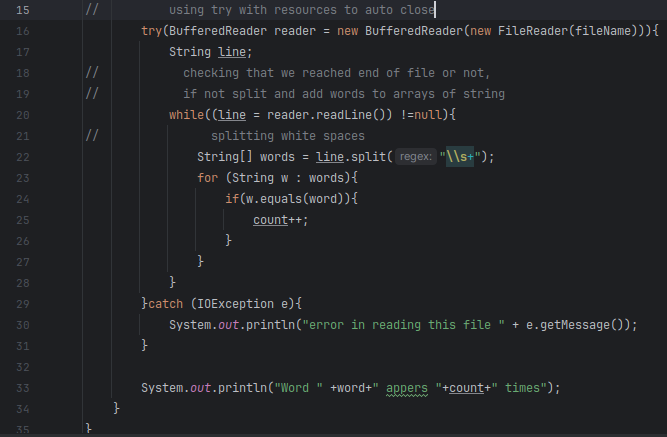 15 //         using try with resources to auto close
16         try(BufferedReader reader = new BufferedReader(new FileReader(fileName))){
17             String line;
18 //           checking that we reached end of file or not,
19 //           if not split and add words to arrays of string
20             while((line = reader.readLine()) !=null){
21 //               splitting white spaces
22                 String[] words = line.split( regex: "\\s+");
23                 for (String w : words){
24                     if(w.equals(word)){
25                         count++;
26                     }
27                 }
28             }
29         }catch (IOException e){
30             System.out.println("error in reading this file " + e.getMessage());
31         }
32
33         System.out.println("Word " +word+" appers "+count+" times");
34     }
35 }